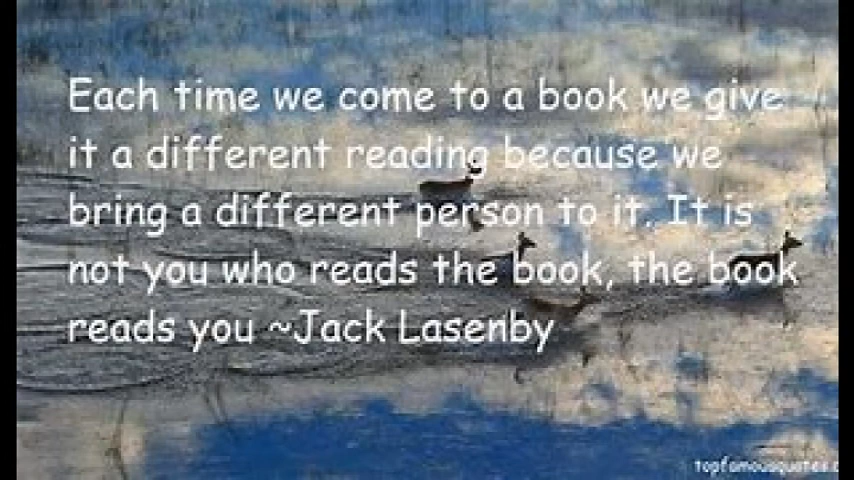 Each time we come to a book we give
it a different reading because we
bring a different person to it. It is
not you who reads the book, the book
reads you ~Jack Lasenby
topfamousquotes.c